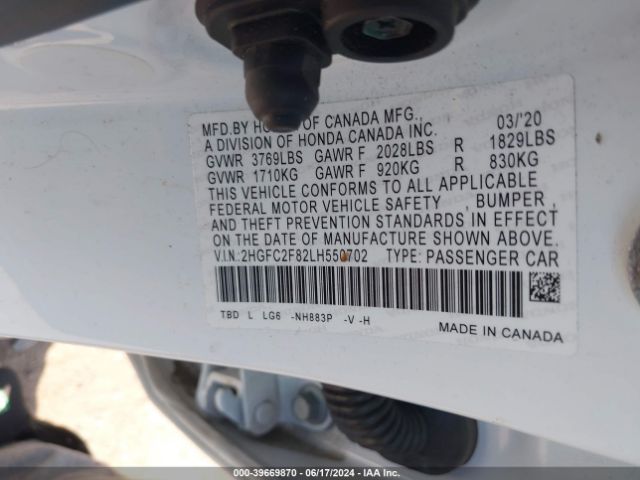 MFD.BY HONDA OF CANADA MFG., 03/'20
A DIVISION OF HONDA CANADA INC.
GVWR 3769LBS GAWR F 2028LBS R 1829LBS
GVWR 1710KG GAWR F 920KG R 830KG
THIS VEHICLE CONFORMS TO ALL APPLICABLE
FEDERAL MOTOR VEHICLE SAFETY , BUMPER ,
AND THEFT PREVENTION STANDARDS IN EFFECT
ON THE DATE OF MANUFACTURE SHOWN ABOVE.
V.I.N:2HGFC2F82LH550702 TYPE: PASSENGER CAR
TBD L LG6 -NH883P -V -H
MADE IN CANADA
000-39669870 - 06/17/2024 - IAA Inc.